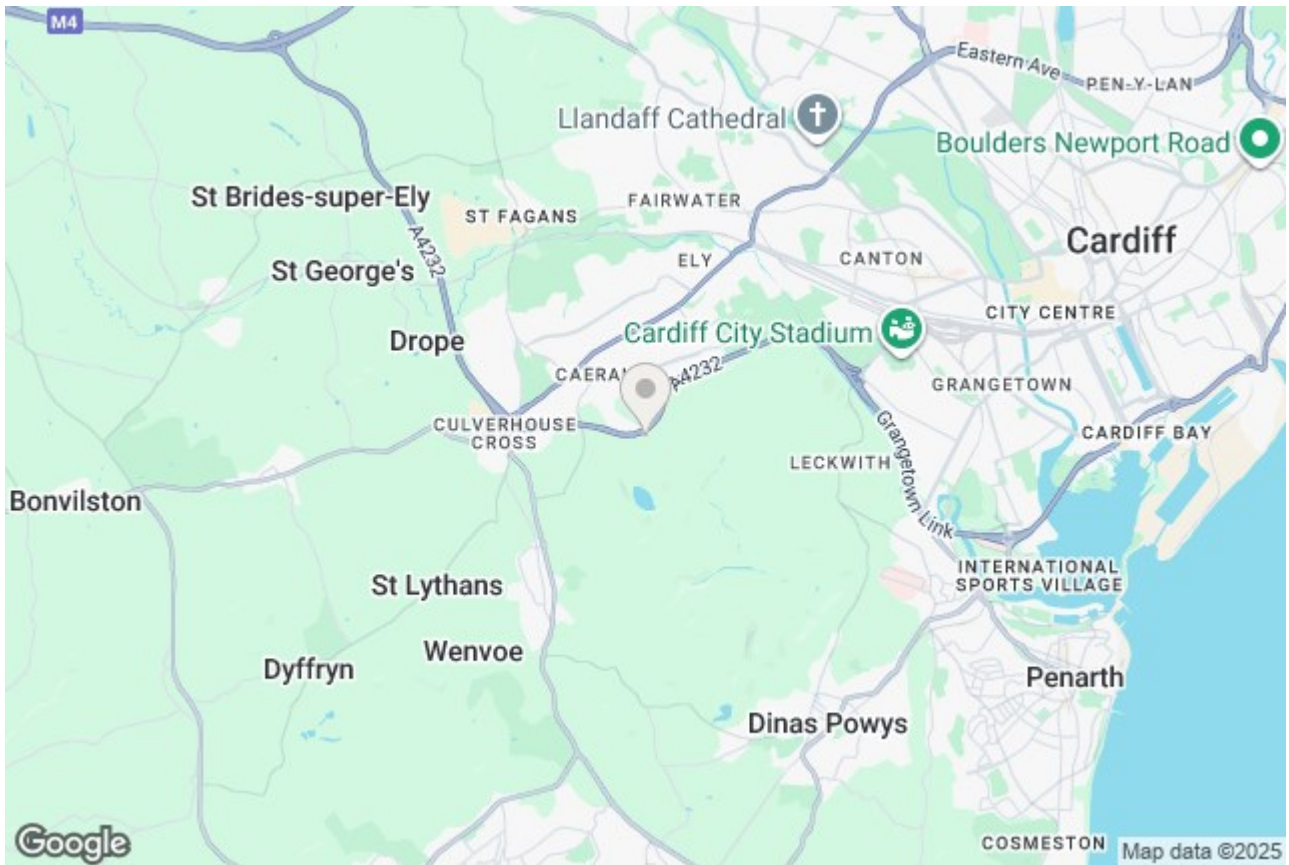 M4
Eastern Ave
PEN-Y-LAN
Llandaff Cathedral
Boulders Newport Road
St Brides-super-Ely
ST FAGANS
FAIRWATER
A4232
Cardiff
St George's
ELY
CANTON
CITY CENTRE
Drope
Cardiff City Stadium
A4232
GRANGETOWN
CULVERHOUSE
CROSS
CARDIFF BAY
Grangetown Link
LECKWITH
Bonvilston
INTERNATIONAL
SPORTS VILLAGE
St Lythans
Wenvoe
Dyffryn
Penarth
Dinas Powys
COSMESTON
Google
Map data ©2025